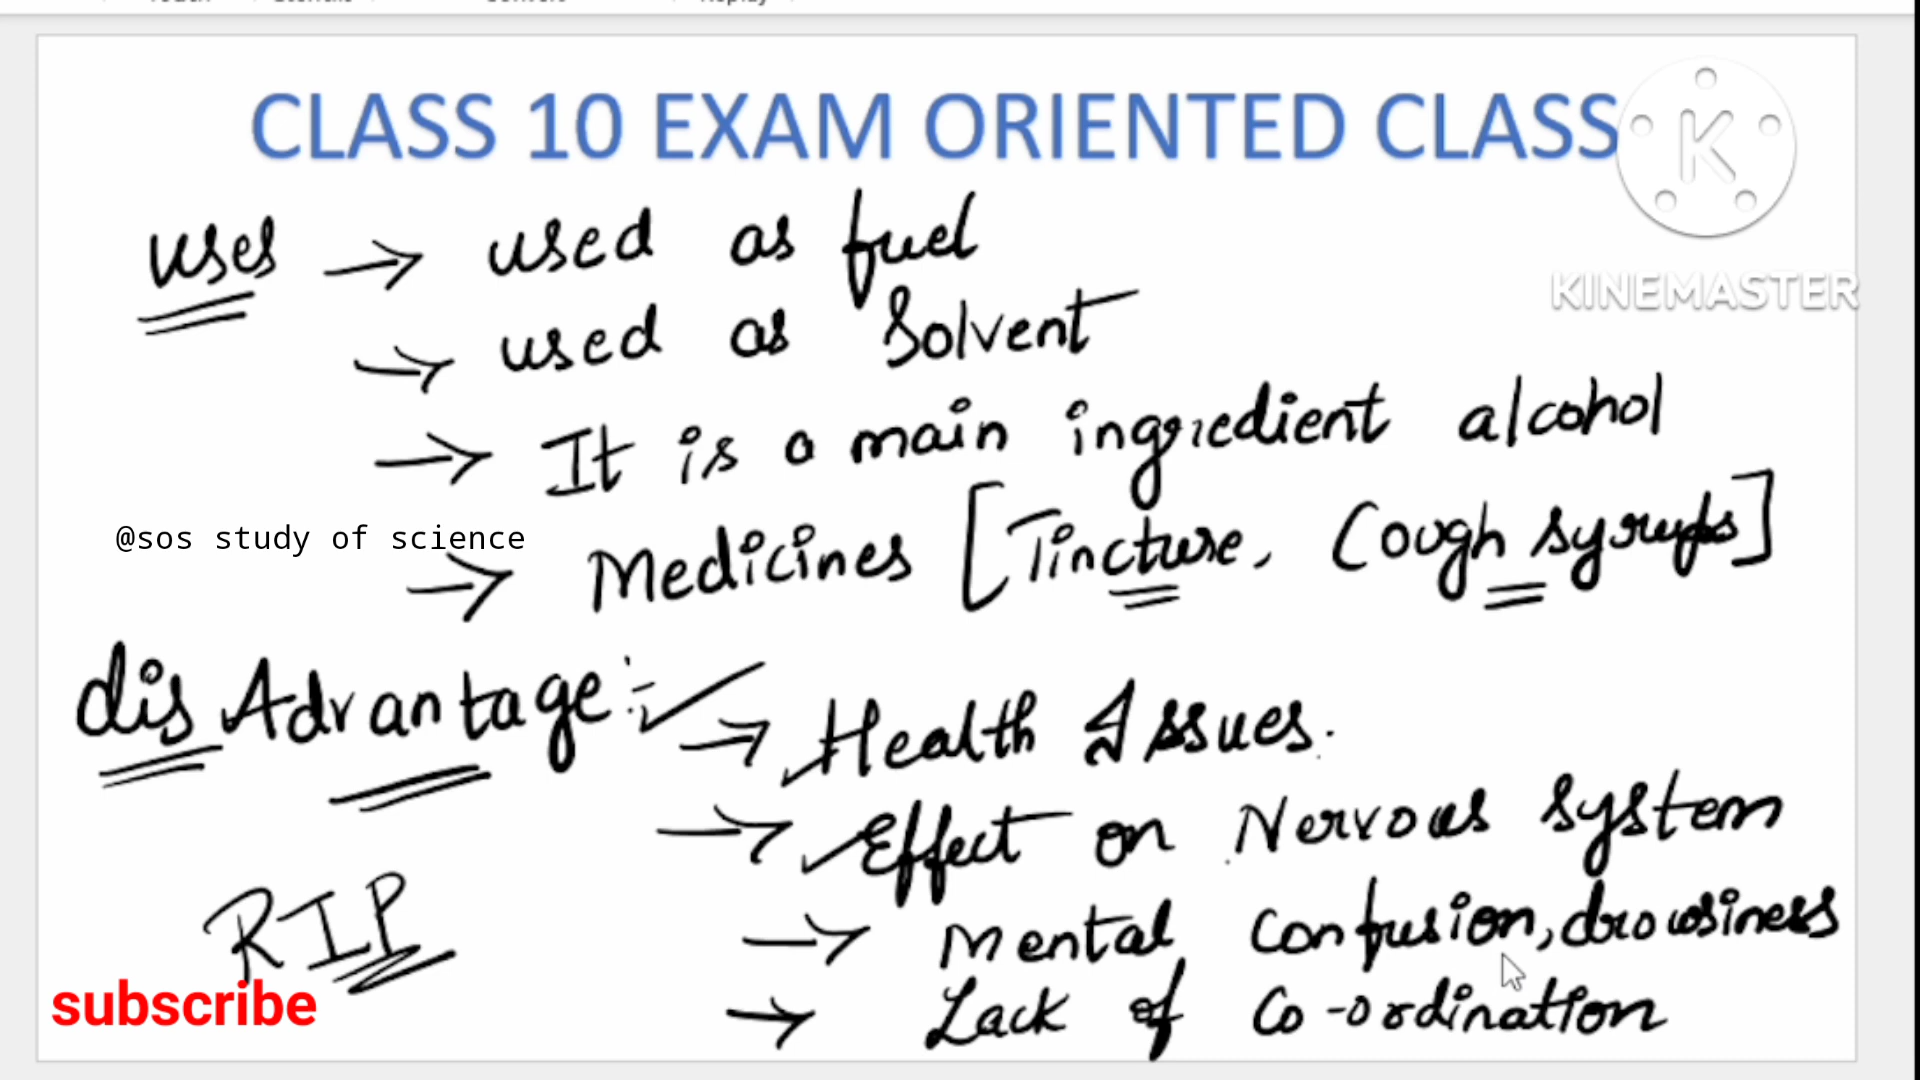 CLASS 10 EXAM ORIENTED CLASS
KINEMASTER
uses → used as fuel
→ used as Solvent
→ It is a main ingredient alcohol
@sos study of science
→ Medicines [Tincture, Cough syrups]
dis Advantage :-
→ Health Issues.
→ Effect on Nervous system
→ Mental Confusion, drowsiness
→ Lack of Co-ordination
RIP
subscribe